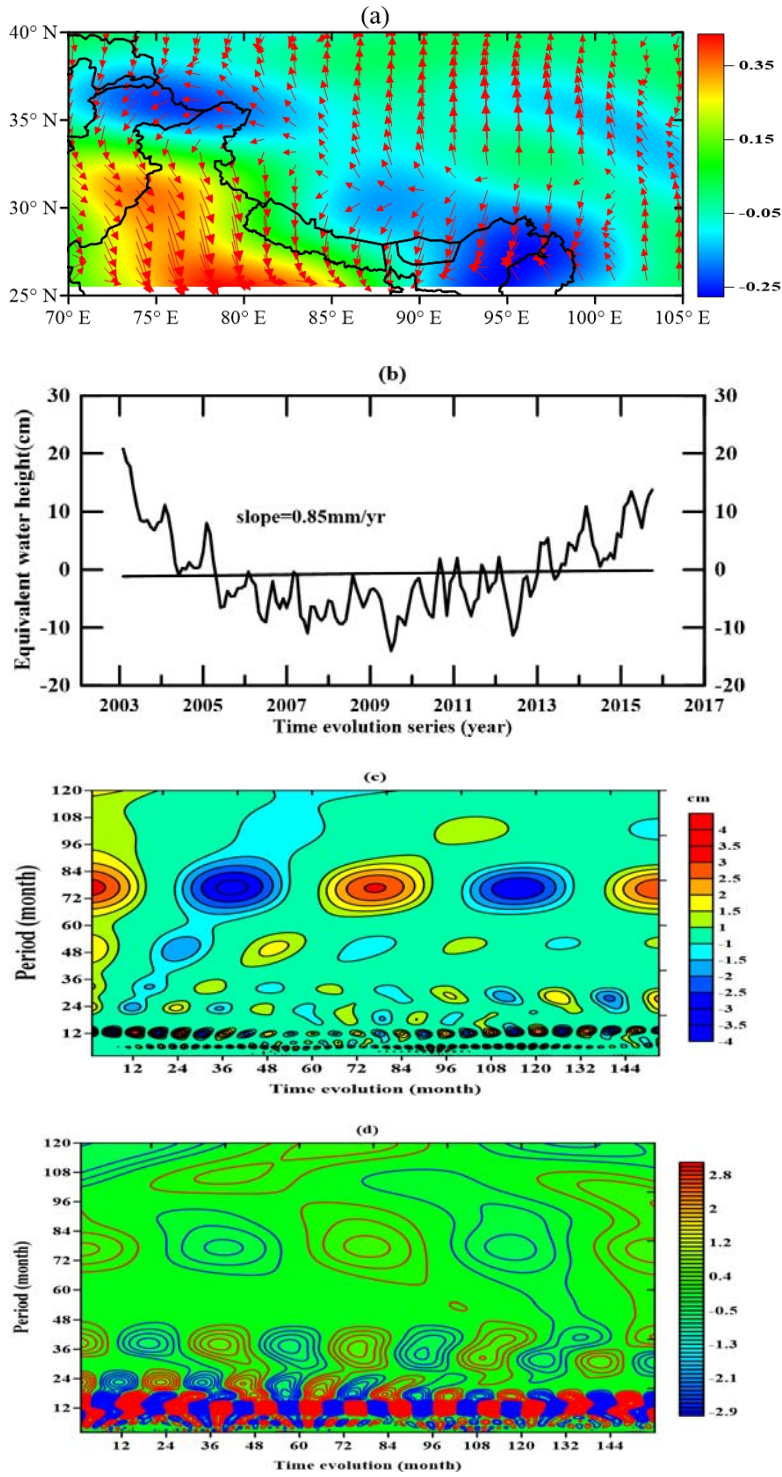 (a)
40° N
35° N
30° N
25° N
70° E 75° E 80° E 85° E 90° E 95° E 100° E 105° E
0.35
0.15
-0.05
-0.25
(b)
Equivalent water height(cm)
30
20
10
0
-10
-20
30
20
10
0
-10
-20
slope=0.85mm/yr
2003 2005 2007 2009 2011 2013 2015 2017
Time evolution series (year)
(c)
Period (month)
120
108
96
84
72
60
48
36
24
12
12 24 36 48 60 72 84 96 108 120 132 144
Time evolution (month)
cm
4
3.5
3
2.5
2
1.5
-1
-1.5
-2
-2.5
-3
-3.5
-4
(d)
Period (month)
120
108
96
84
72
60
48
36
24
12
12 24 36 48 60 72 84 96 108 120 132 144
Time evolution (month)
2.8
2
1.2
0.4
-0.5
-1.3
-2.1
-2.9